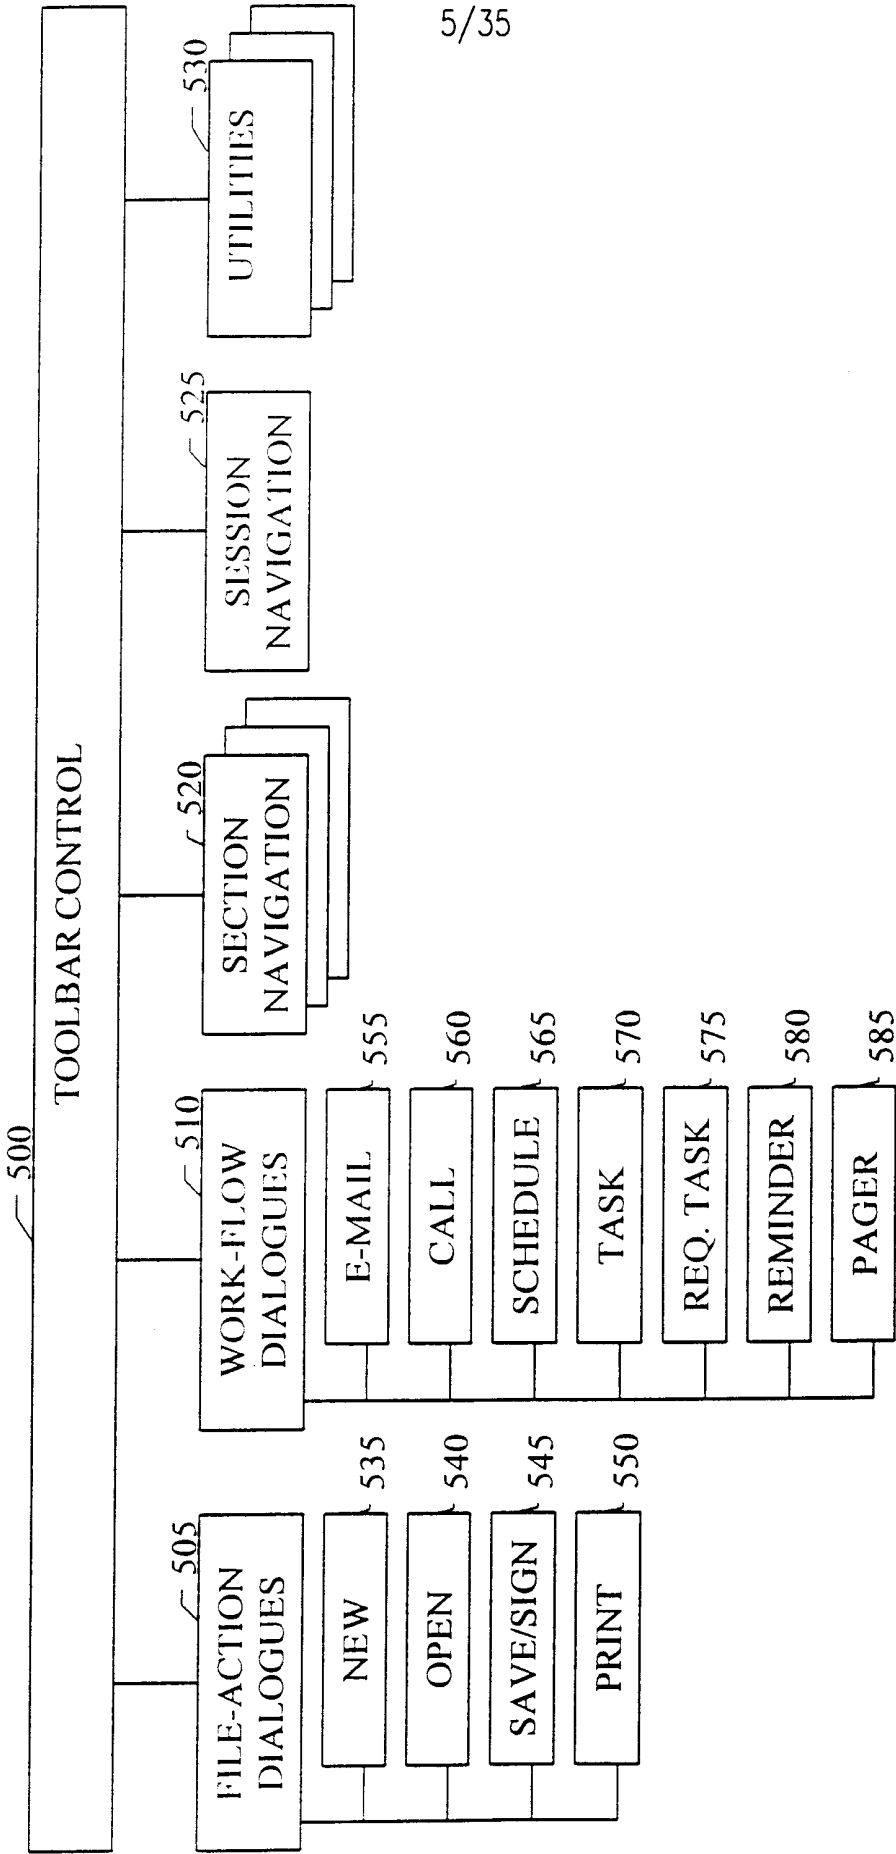 5/35
500
TOOLBAR CONTROL
505
FILE-ACTION
DIALOGUES
NEW
535
OPEN
540
SAVE/SIGN
545
PRINT
550
510
WORK-FLOW
DIALOGUES
E-MAIL
555
CALL
560
SCHEDULE
565
TASK
570
REQ. TASK
575
REMINDER
580
PAGER
585
520
SECTION
NAVIGATION
525
SESSION
NAVIGATION
530
UTILITIES